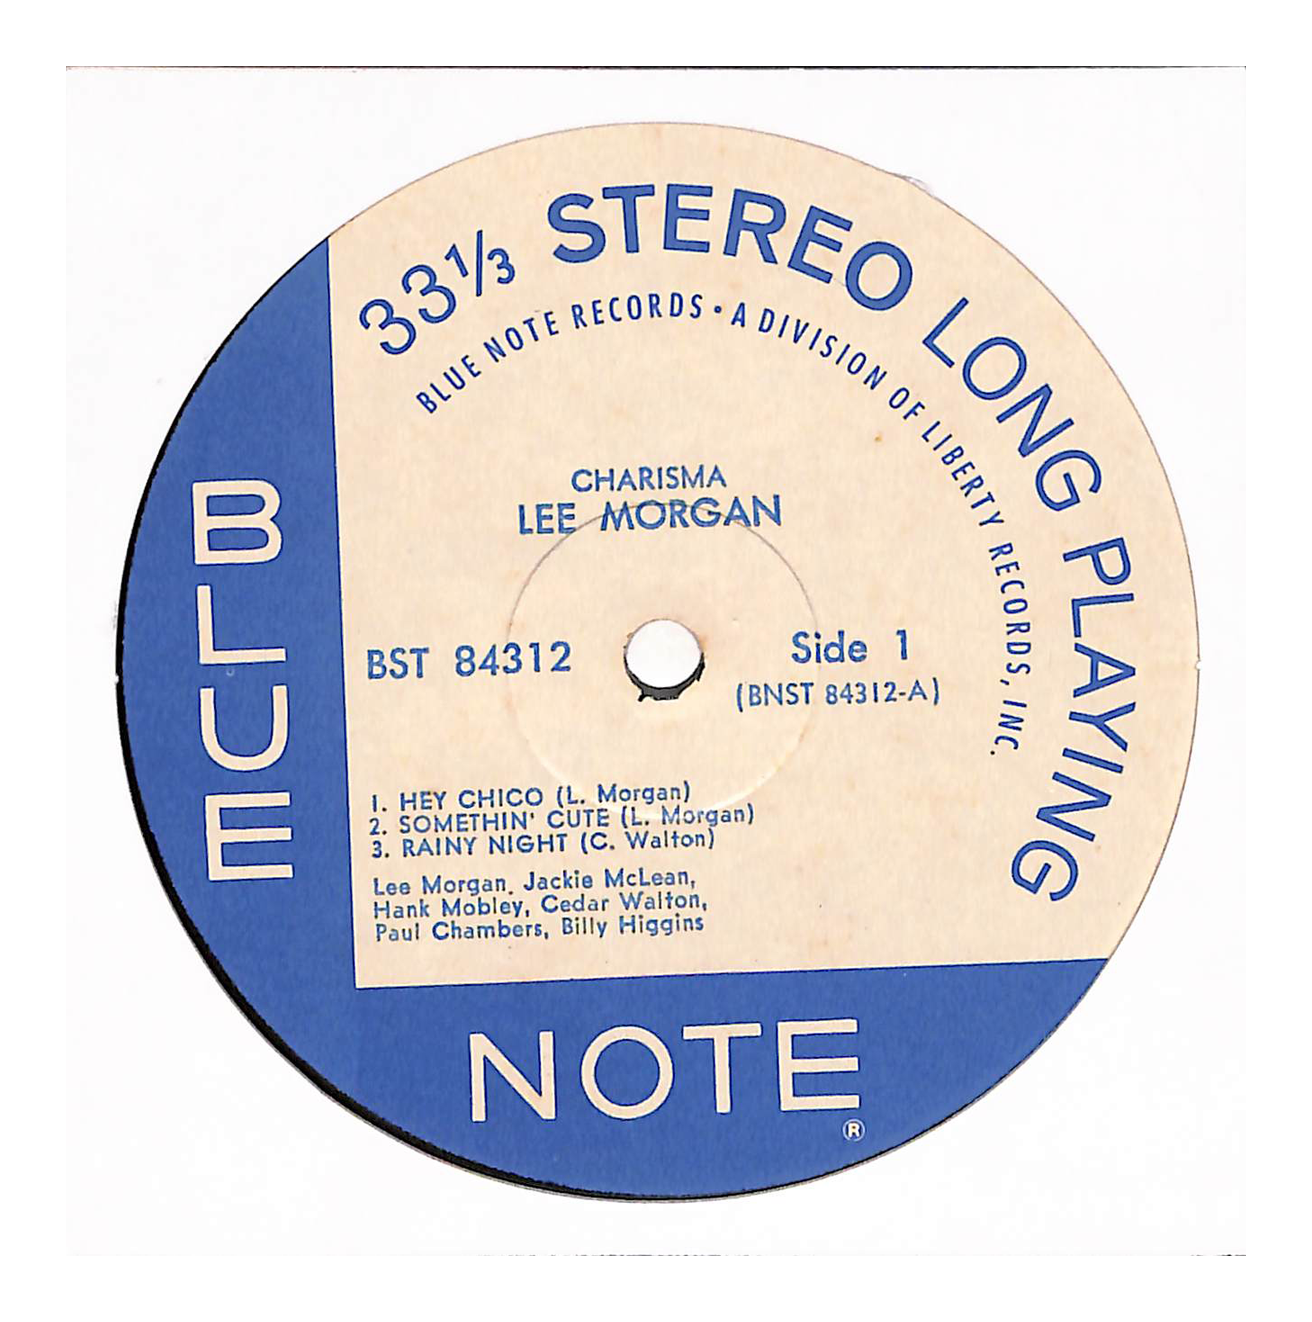 33⅓ STEREO LONG PLAYING
BLUE NOTE RECORDS • A DIVISION OF LIBERTY RECORDS, INC.
CHARISMA
LEE MORGAN
BST 84312
Side 1
(BNST 84312-A)
1. HEY CHICO (L. Morgan)
2. SOMETHIN' CUTE (L. Morgan)
3. RAINY NIGHT (C. Walton)
Lee Morgan, Jackie McLean,
Hank Mobley, Cedar Walton,
Paul Chambers, Billy Higgins
BLUE
NOTE
®